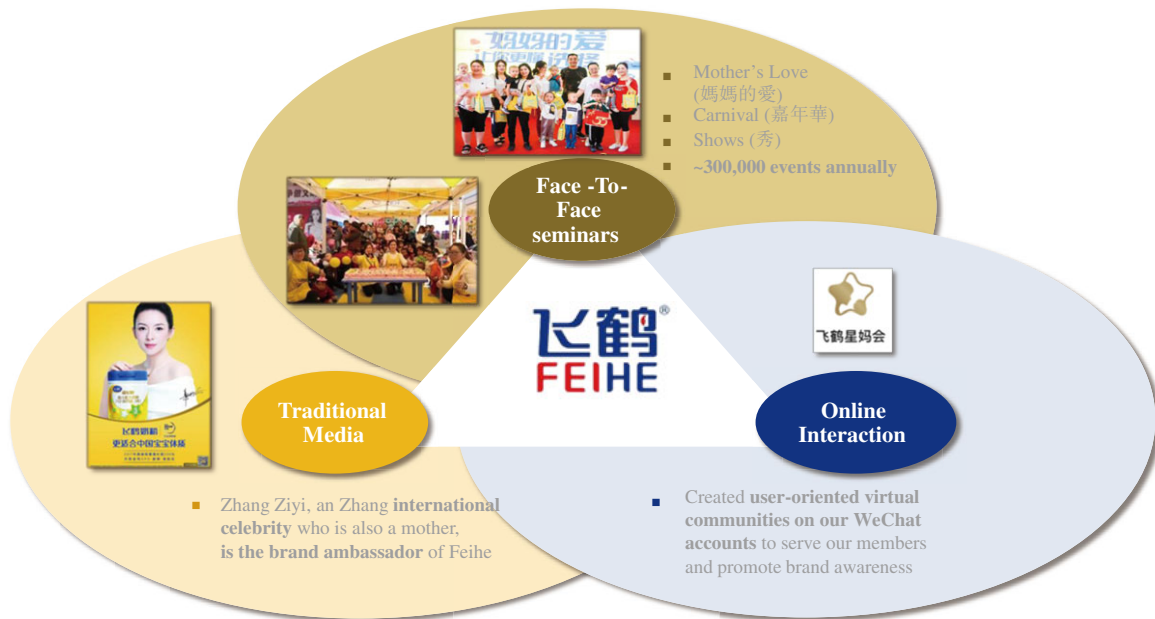 妈妈的爱
Mother’s Love
(媽媽的愛)
Carnival (嘉年華)
Shows (秀)
~300,000 events annually
Face -To-
Face
seminars
飞鹤®
FEIHE
飞鹤星妈会
飞鹤奶粉
更适合中国宝宝体质
Traditional
Media
Online
Interaction
Zhang Ziyi, an Zhang international
celebrity who is also a mother,
is the brand ambassador of Feihe
Created user-oriented virtual
communities on our WeChat
accounts to serve our members
and promote brand awareness